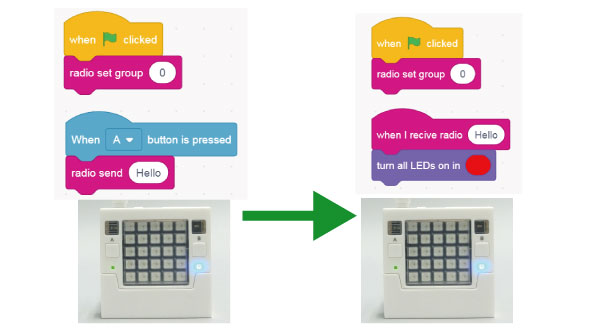 when clicked
radio set group 0
When A button is pressed
radio send Hello
A
B
when clicked
radio set group 0
when I recive radio Hello
turn all LEDs on in
A
B